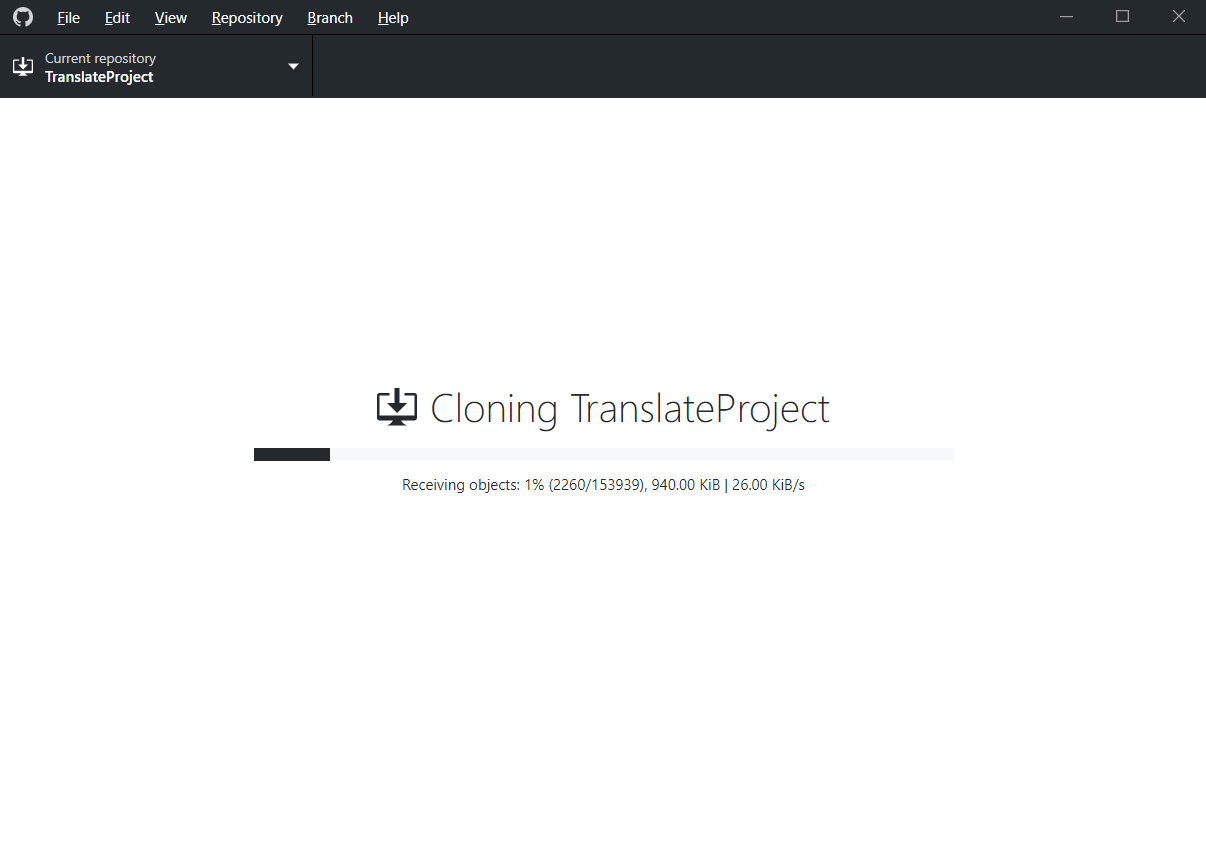 File Edit View Repository Branch Help
Current repository
TranslateProject
Cloning TranslateProject
Receiving objects: 1% (2260/153939), 940.00 KiB | 26.00 KiB/s